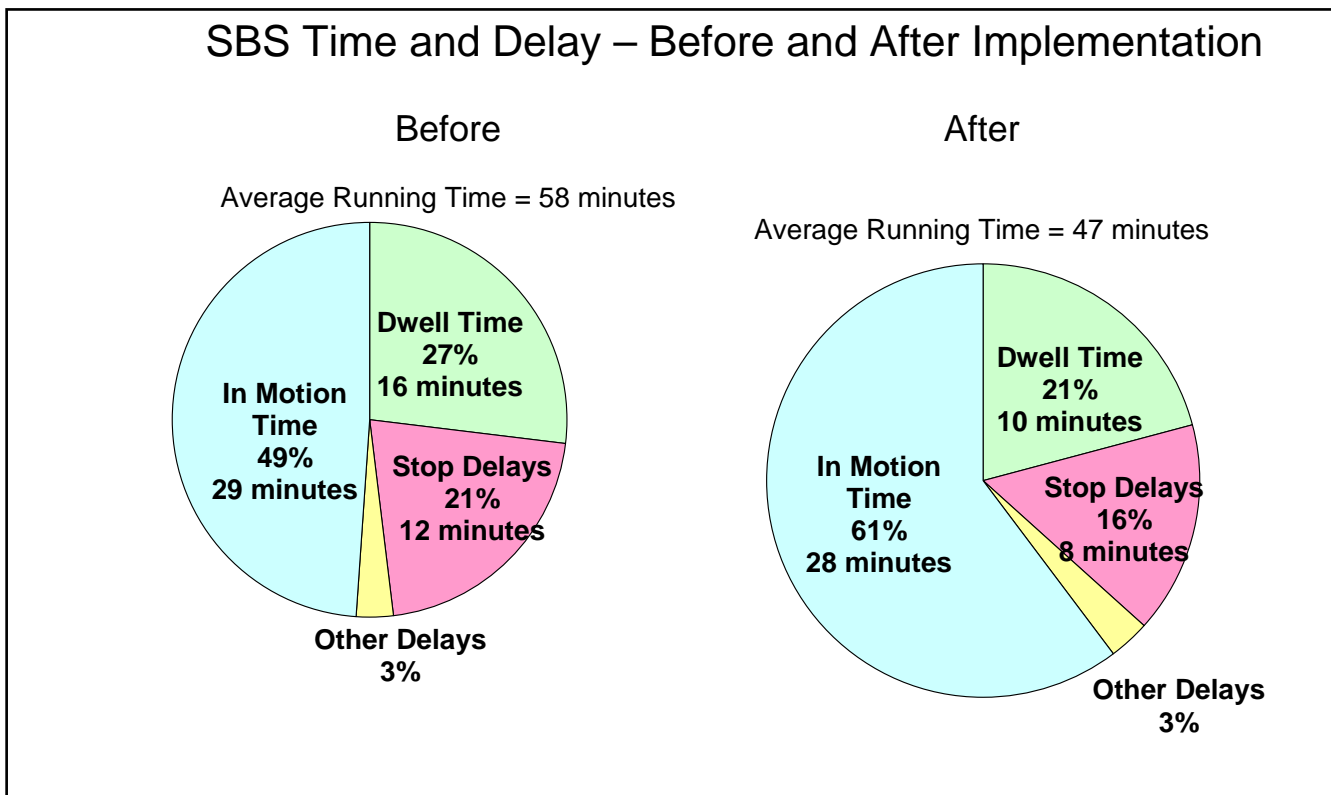 SBS Time and Delay – Before and After Implementation
Before
Average Running Time = 58 minutes
Dwell Time
27%
16 minutes
In Motion
Time
49%
29 minutes
Stop Delays
21%
12 minutes
Other Delays
3%
After
Average Running Time = 47 minutes
Dwell Time
21%
10 minutes
In Motion
Time
61%
28 minutes
Stop Delays
16%
8 minutes
Other Delays
3%